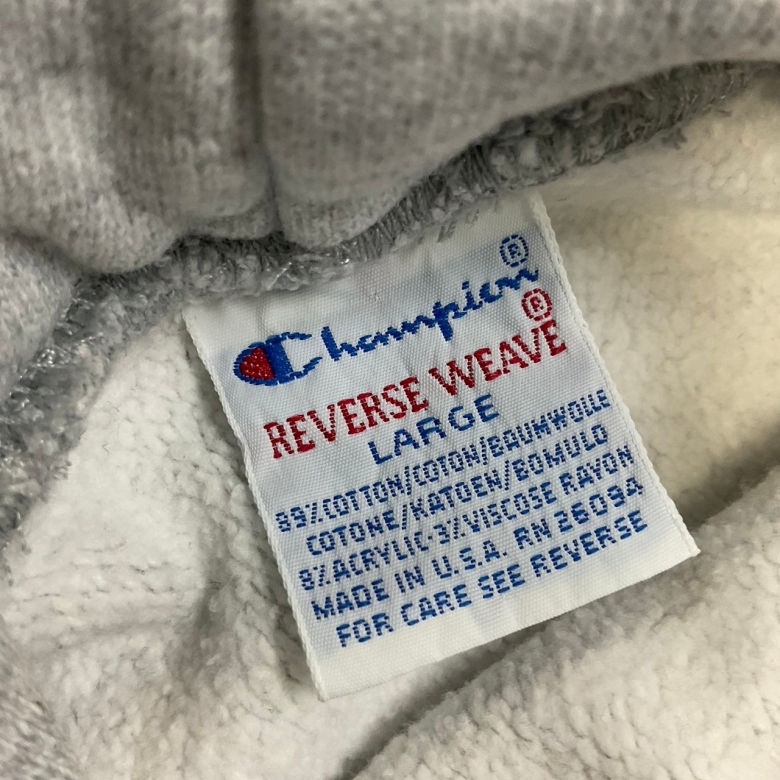 Champion®
REVERSE WEAVE®
LARGE
89%COTTON/COTON/BAUMWOLLE
COTONE/KATOEN/BOMULD
8%ACRYLIC-3%VISCOSE RAYON
MADE IN U.S.A. RN 26094
FOR CARE SEE REVERSE